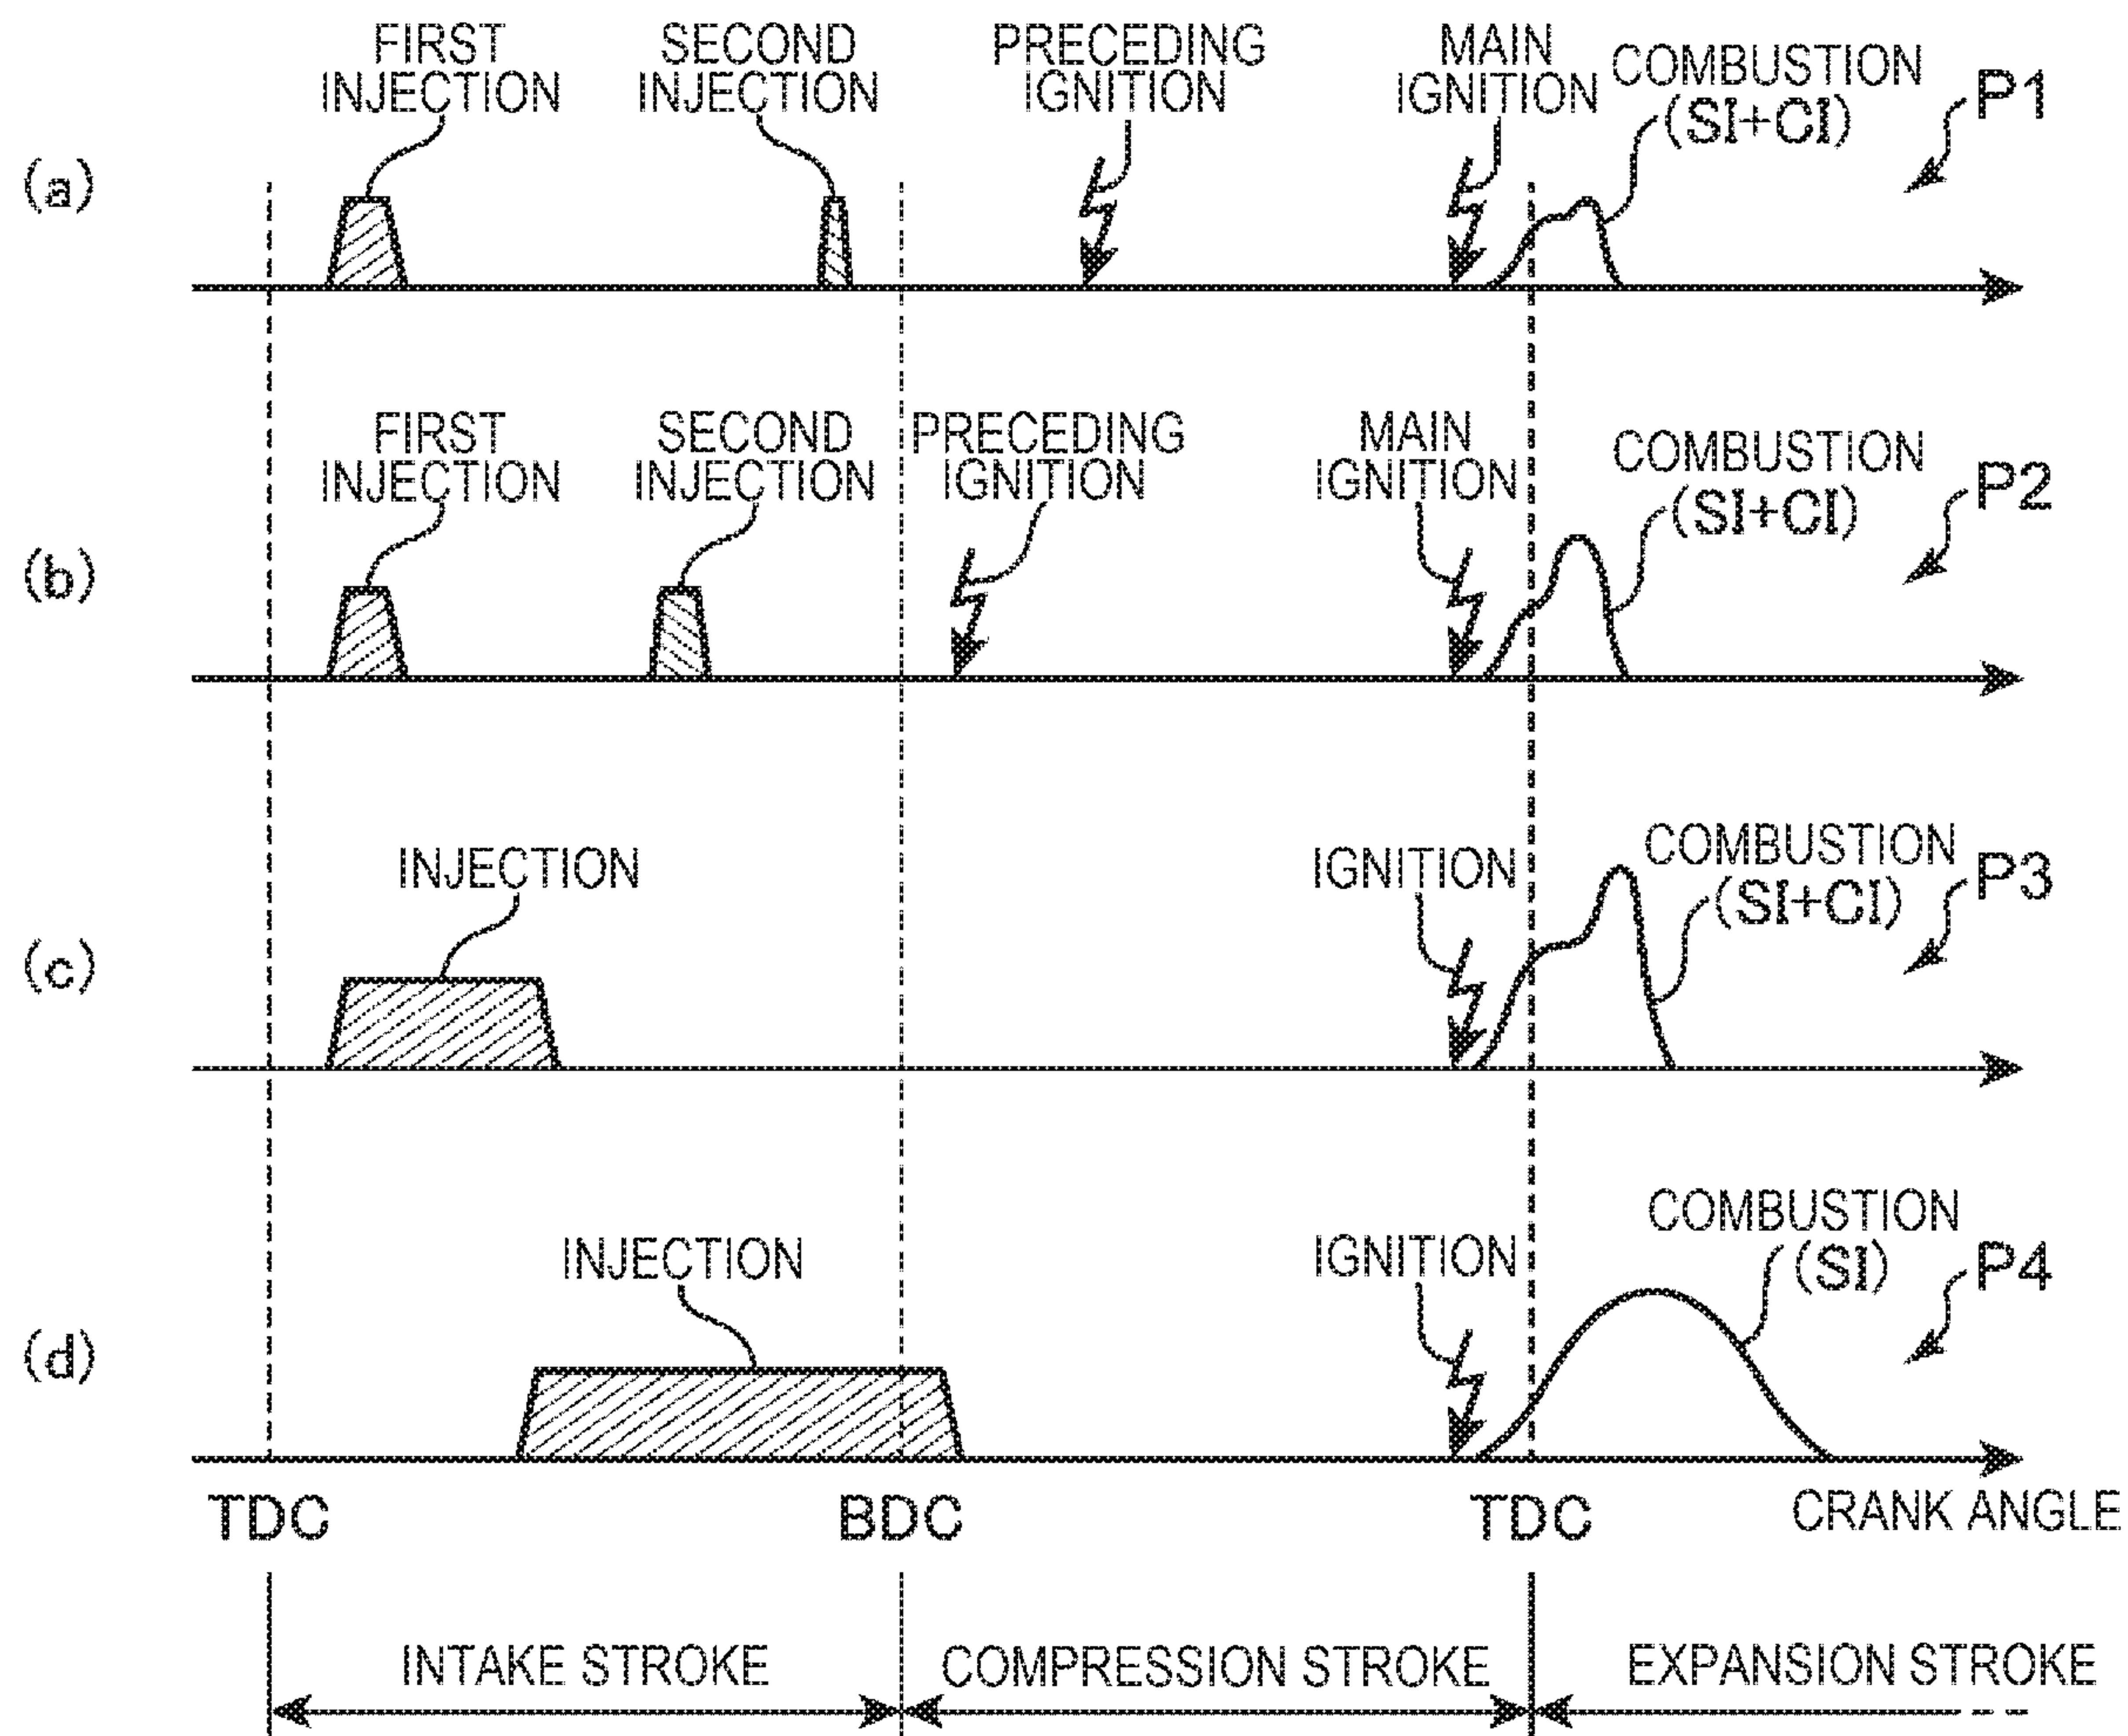 FIRST
INJECTION
SECOND
INJECTION
PRECEDING
IGNITION
MAIN
IGNITION
COMBUSTION
(SI+CI)
P1
(a)
FIRST
INJECTION
SECOND
INJECTION
PRECEDING
IGNITION
MAIN
IGNITION
COMBUSTION
(SI+CI)
P2
(b)
INJECTION
IGNITION
COMBUSTION
(SI+CI)
P3
(c)
INJECTION
IGNITION
COMBUSTION
(SI)
P4
(d)
TDC
BDC
TDC
CRANK ANGLE
INTAKE STROKE
COMPRESSION STROKE
EXPANSION STROKE